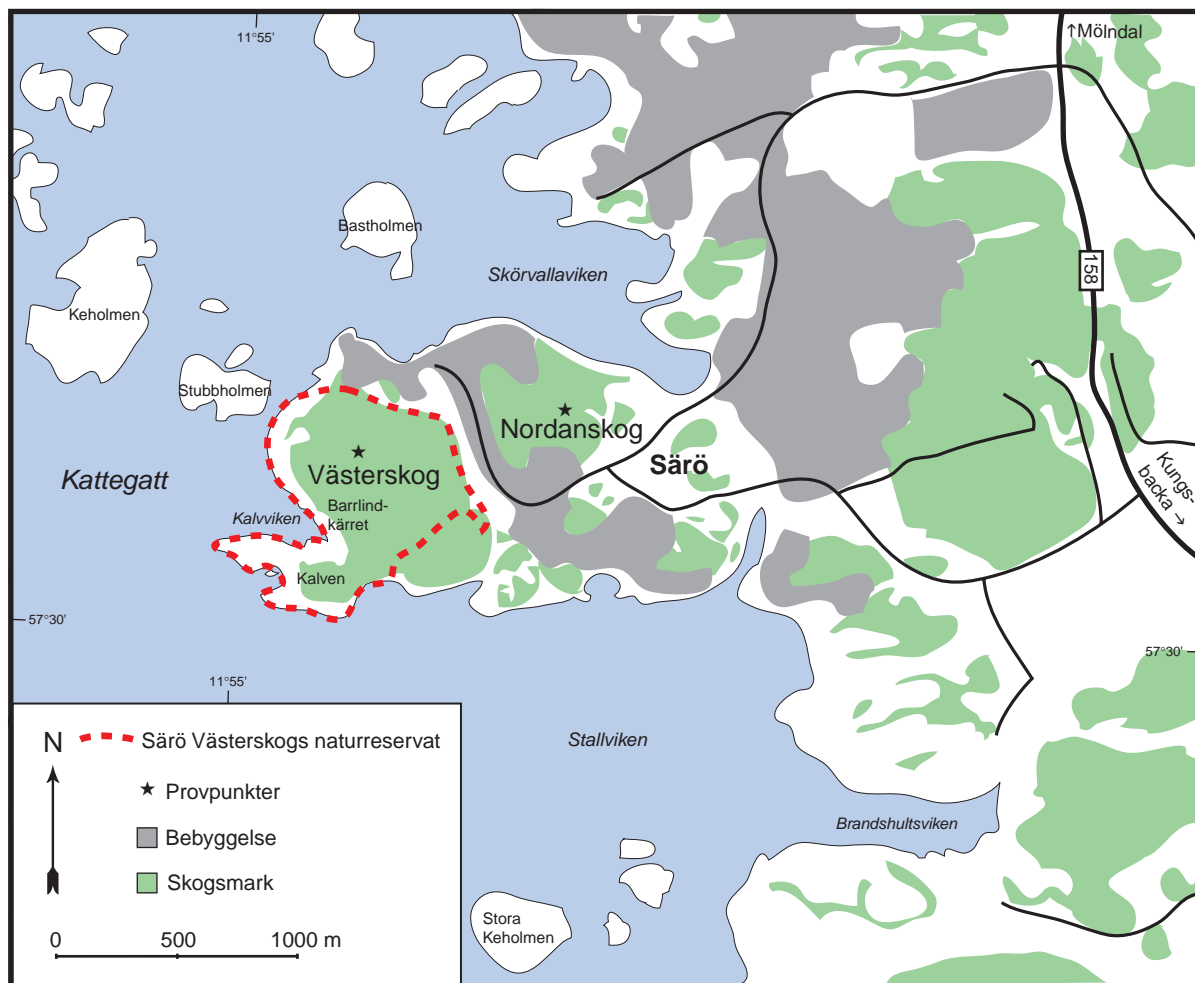 11°55'
↑Mölndal
Bastholmen
Skörvallaviken
158
Keholmen
Stubbholmen
Nordanskog
Särö
Västerskog
Kattegatt
Kungs-
backa →
Barrlind-
kärret
Kalvviken
Kalven
57°30'
57°30'
11°55'
N
Särö Västerskogs naturreservat
Stallviken
Provpunkter
Bebyggelse
Brandshultsviken
Skogsmark
Stora
Keholmen
0 500 1000 m